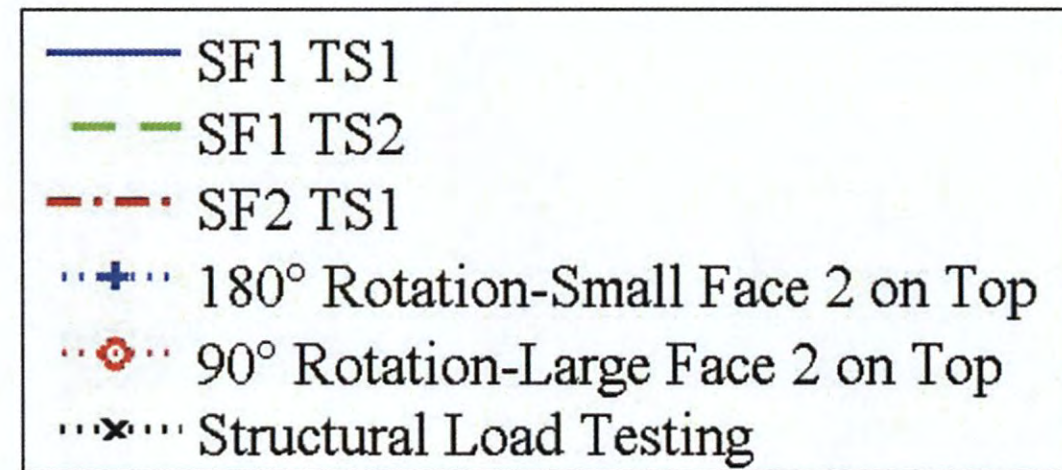 SF1 TS1
SF1 TS2
SF2 TS1
180° Rotation-Small Face 2 on Top
90° Rotation-Large Face 2 on Top
Structural Load Testing